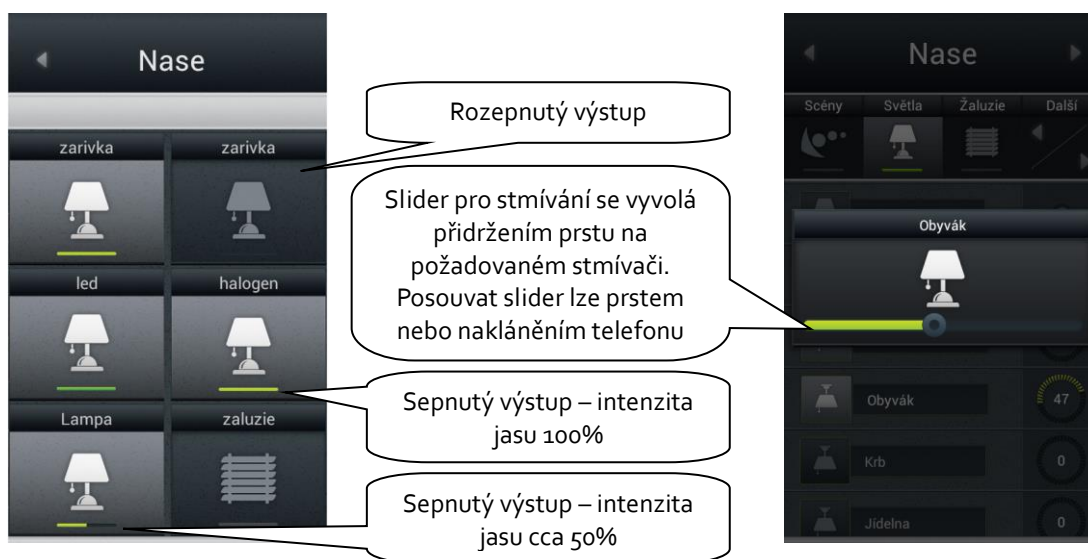 Nase
zarivka
zarivka
led
halogen
Lampa
zaluzie
Rozepnutý výstup
Slider pro stmívání se vyvolá
přidržením prstu na
požadovaném stmívači.
Posouvat slider lze prstem
nebo nakláněním telefonu
Sepnutý výstup – intenzita
jasu 100%
Sepnutý výstup – intenzita
jasu cca 50%
Nase
Scény
Světla
Žaluzie
Další
Obyvák
Obyvák
47
Krb
0
Jídelna
0